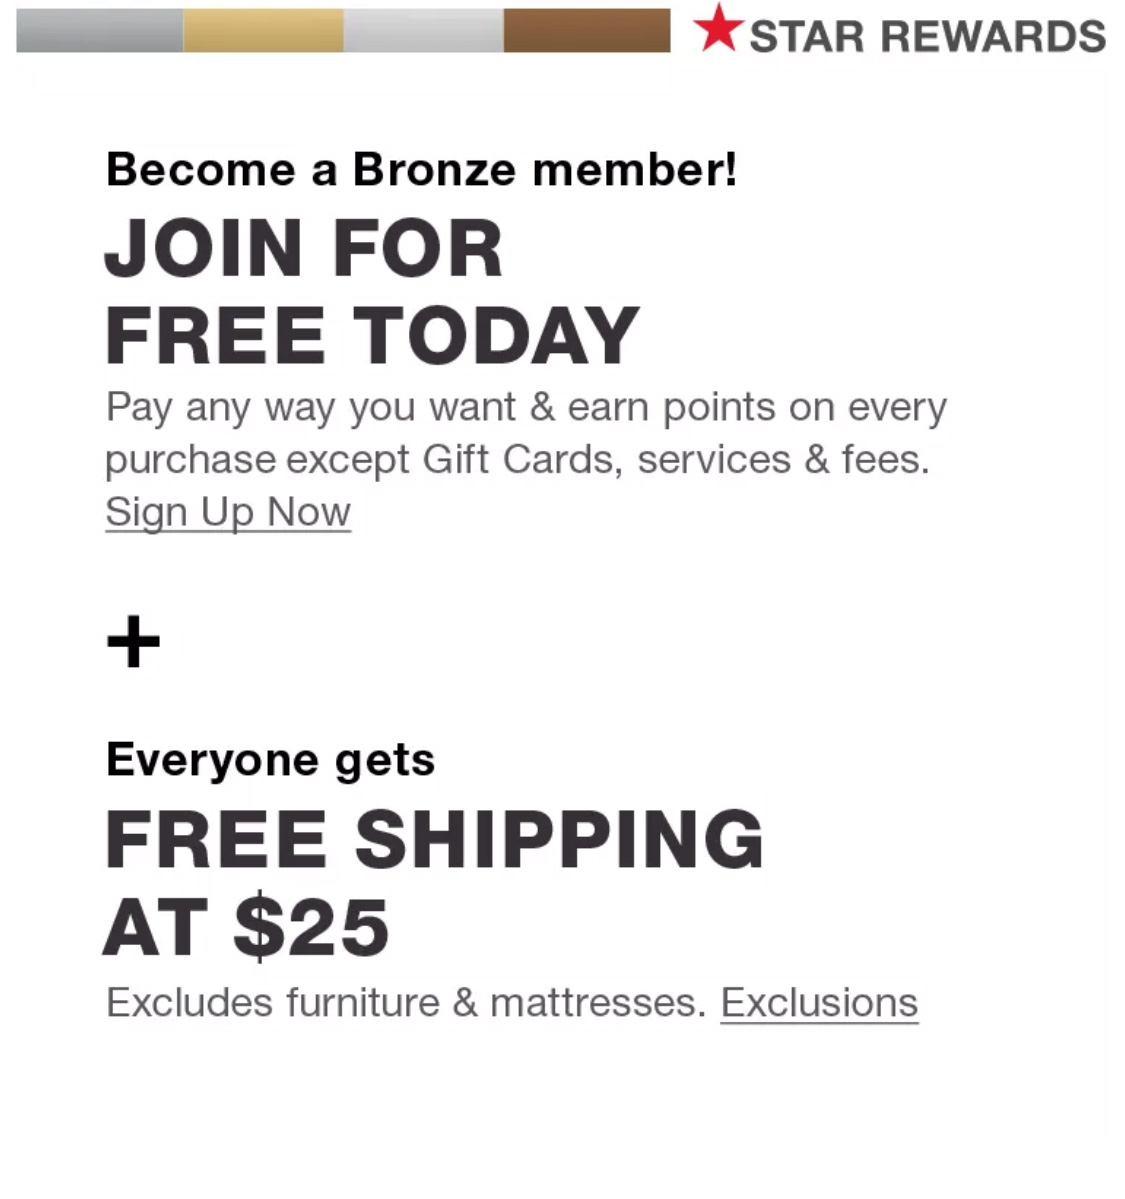 STAR REWARDS
Become a Bronze member!
JOIN FOR
FREE TODAY
Pay any way you want & earn points on every
purchase except Gift Cards, services & fees.
Sign Up Now
+
Everyone gets
FREE SHIPPING
AT $25
Excludes furniture & mattresses. Exclusions